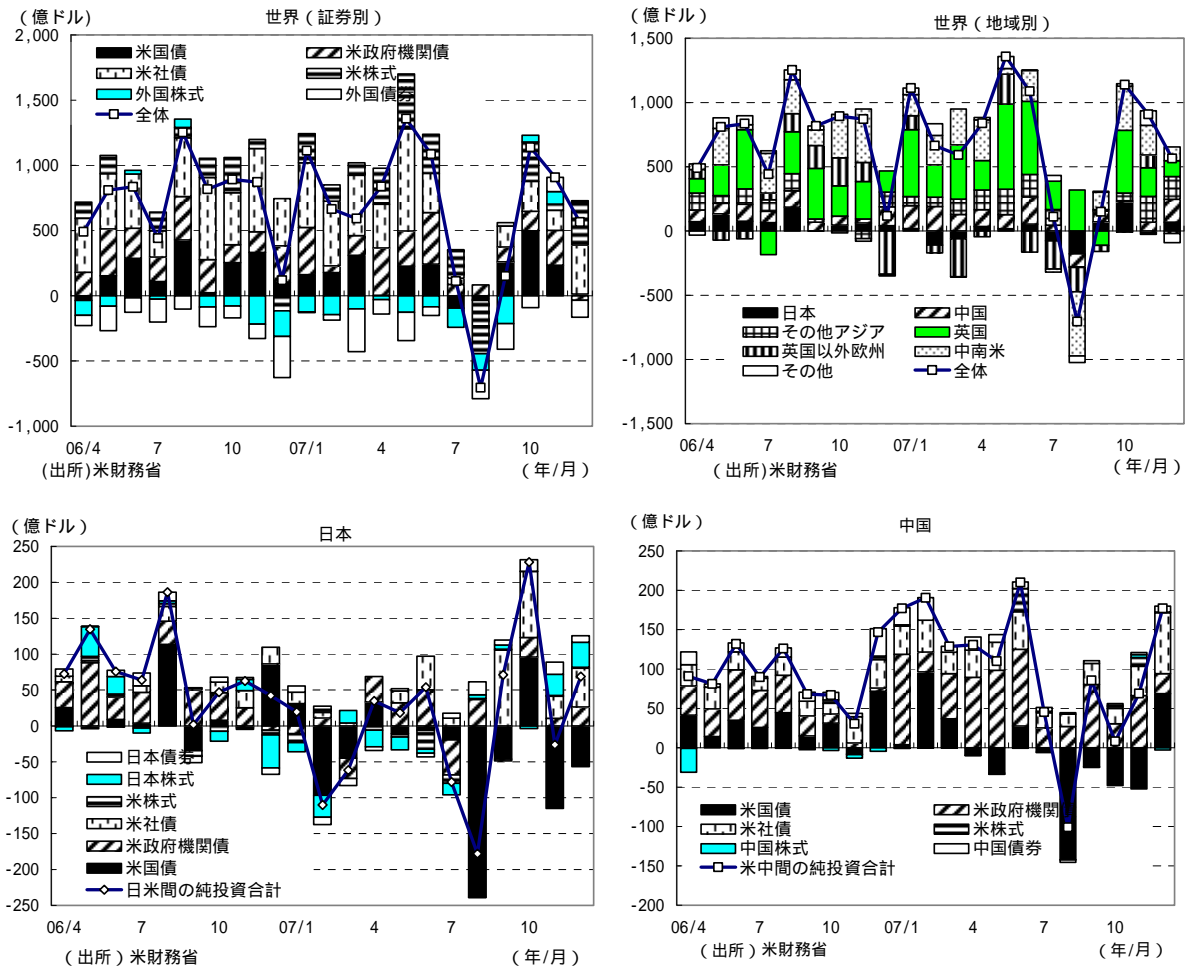 （億ドル)
世界（証券別）
2,000
1,500
1,000
500
0
-500
-1,000
米国債
米政府機関債
米社債
米株式
外国株式
外国債券
全体
06/4 7 10 07/1 4 7 10
(出所)米財務省
（年/月）
（億ドル）
世界（地域別）
1,500
1,000
500
0
-500
-1,000
-1,500
日本
中国
その他アジア
英国
英国以外欧州
中南米
その他
全体
06/4 7 10 07/1 4 7 10
(出所)米財務省
（年/月）
（億ドル）
日本
250
200
150
100
50
0
-50
-100
-150
-200
-250
日本債券
日本株式
米株式
米社債
米政府機関債
米国債
日米間の純投資合計
06/4 7 10 07/1 4 7 10
（出所）米財務省
（年/月）
（億ドル）
中国
250
200
150
100
50
0
-50
-100
-150
-200
米国債
米政府機関
米社債
米株式
中国株式
中国債券
米中間の純投資合計
06/4 7 10 07/1 4 7 10
（出所）米財務省
（年/月）